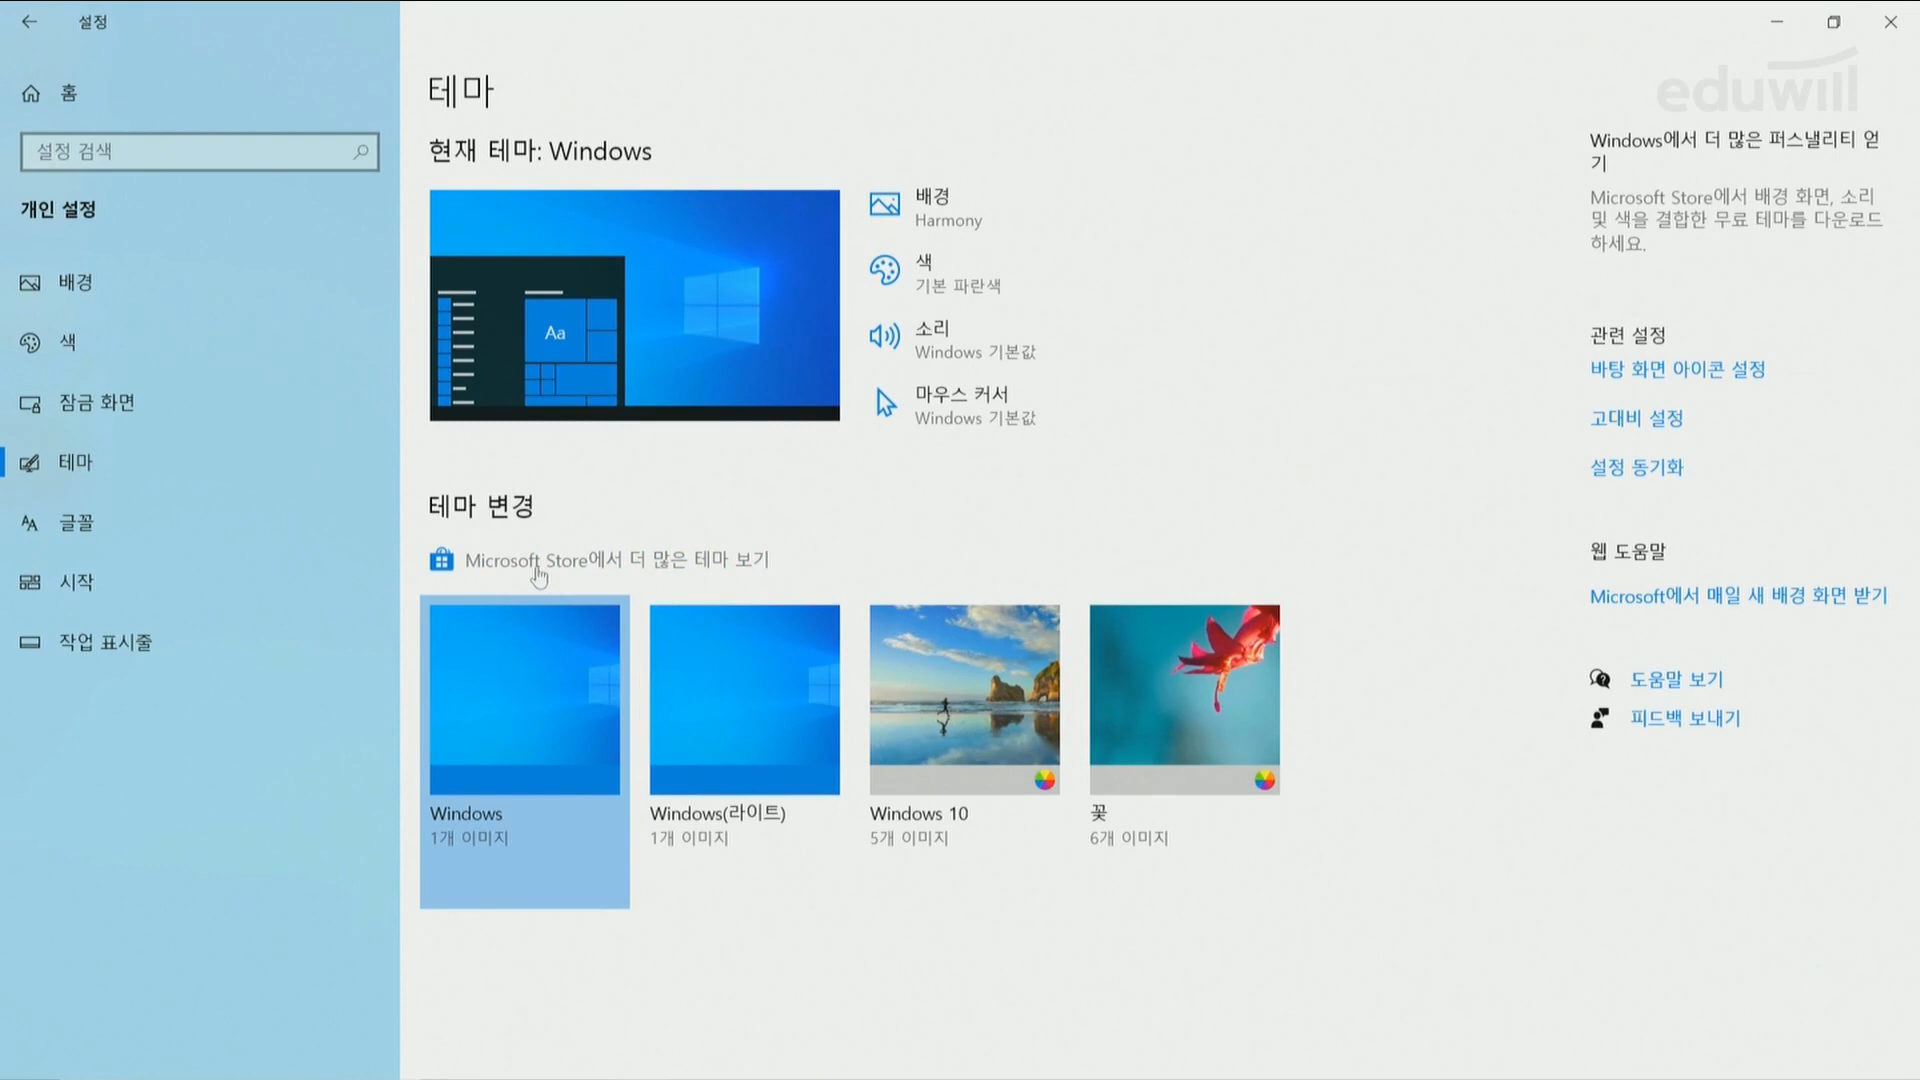 설정
홈
설정 검색
개인 설정
배경
색
잠금 화면
테마
글꼴
시작
작업 표시줄
테마
현재 테마: Windows
Aa
배경
Harmony
색
기본 파란색
소리
Windows 기본값
마우스 커서
Windows 기본값
테마 변경
Microsoft Store에서 더 많은 테마 보기
Windows
1개 이미지
Windows(라이트)
1개 이미지
Windows 10
5개 이미지
꽃
6개 이미지
eduwill
Windows에서 더 많은 퍼스낼리티 얻
기
Microsoft Store에서 배경 화면, 소리
및 색을 결합한 무료 테마를 다운로드
하세요.
관련 설정
바탕 화면 아이콘 설정
고대비 설정
설정 동기화
웹 도움말
Microsoft에서 매일 새 배경 화면 받기
도움말 보기
피드백 보내기